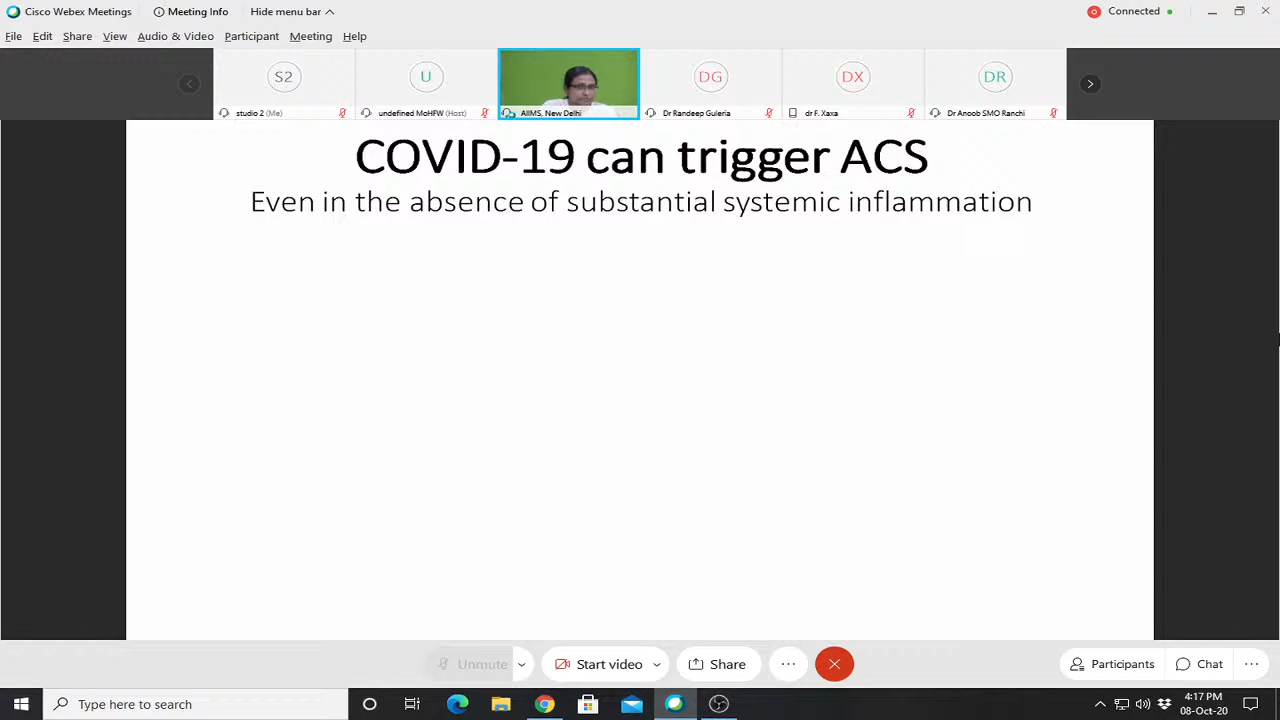 Cisco Webex Meetings
Meeting Info
Hide menu bar
Connected
File Edit Share View Audio & Video Participant Meeting Help
S2
U
DG
DX
DR
studio 2 (Me)
undefined MoHFW (Host)
AIIMS, New Delhi
Dr Randeep Guleria
dr F. Xaxa
Dr Anoob SMO Ranchi
COVID-19 can trigger ACS
Even in the absence of substantial systemic inflammation
Unmute
Start video
Share
Participants
Chat
Type here to search
4:17 PM
08-Oct-20